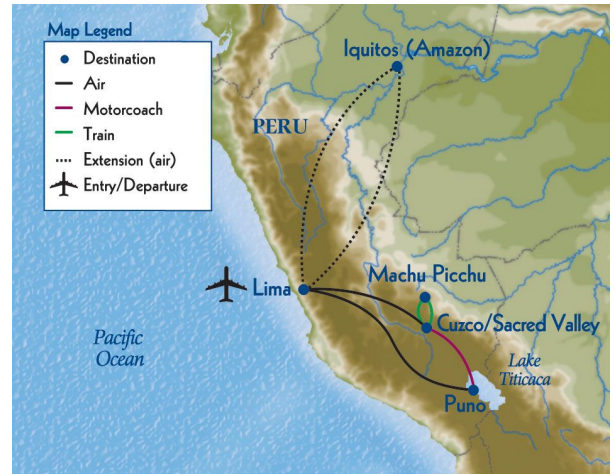 Map Legend
Destination
Air
Motorcoach
Train
Extension (air)
Entry/Departure
Iquitos (Amazon)
PERU
Machu Picchu
Lima
Cuzco/Sacred Valley
Pacific
Ocean
Lake
Titicaca
Puno